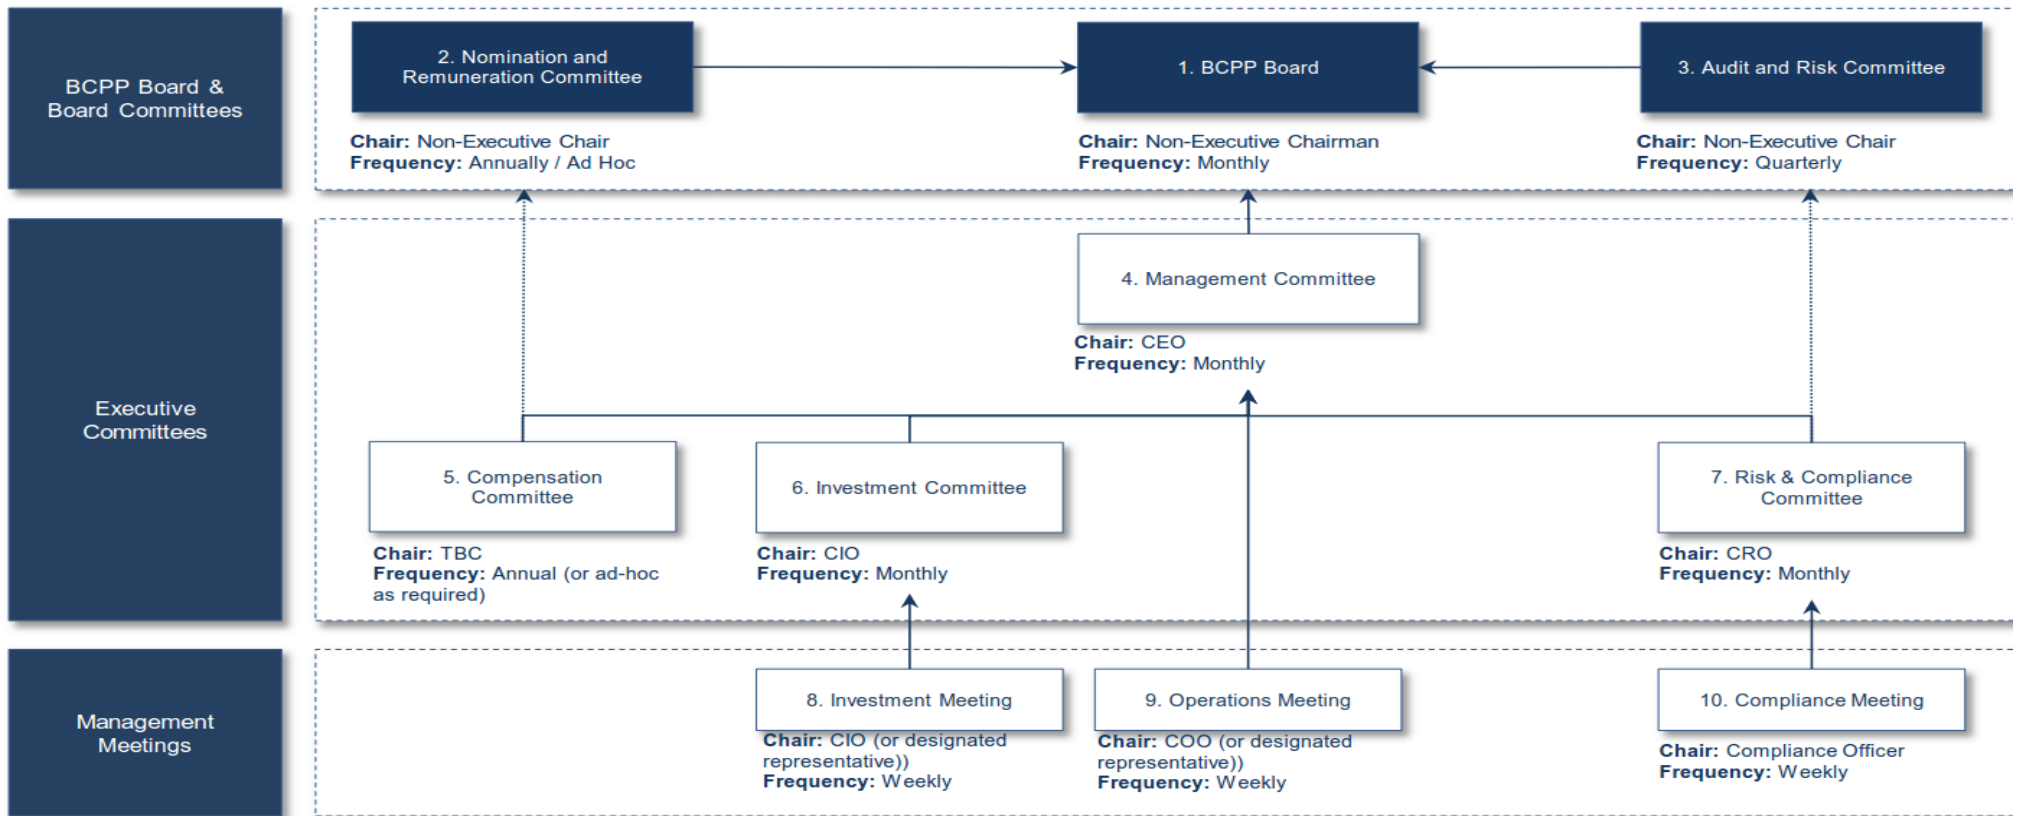 BCPP Board &
Board Committees
2. Nomination and
Remuneration Committee
1. BCPP Board
3. Audit and Risk Committee
Chair: Non-Executive Chair
Frequency: Annually / Ad Hoc
Chair: Non-Executive Chairman
Frequency: Monthly
Chair: Non-Executive Chair
Frequency: Quarterly
Executive
Committees
4. Management Committee
Chair: CEO
Frequency: Monthly
5. Compensation
Committee
6. Investment Committee
7. Risk & Compliance
Committee
Chair: TBC
Frequency: Annual (or ad-hoc
as required)
Chair: CIO
Frequency: Monthly
Chair: CRO
Frequency: Monthly
Management
Meetings
8. Investment Meeting
9. Operations Meeting
10. Compliance Meeting
Chair: CIO (or designated
representative))
Frequency: Weekly
Chair: COO (or designated
representative))
Frequency: Weekly
Chair: Compliance Officer
Frequency: Weekly